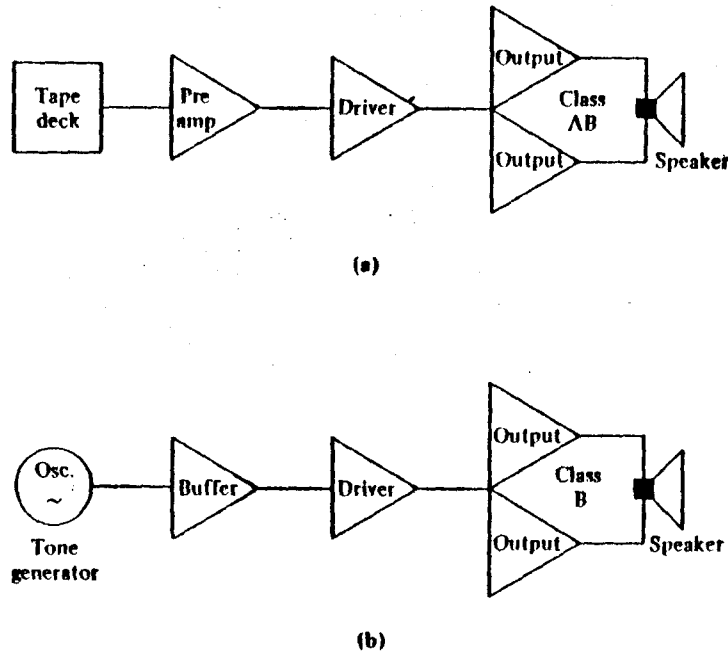 Tape
deck
Pre
amp
Driver
Output
Class
AB
Output
Speaker
(a)
Osc.
~
Tone
generator
Buffer
Driver
Output
Class
B
Output
Speaker
(b)